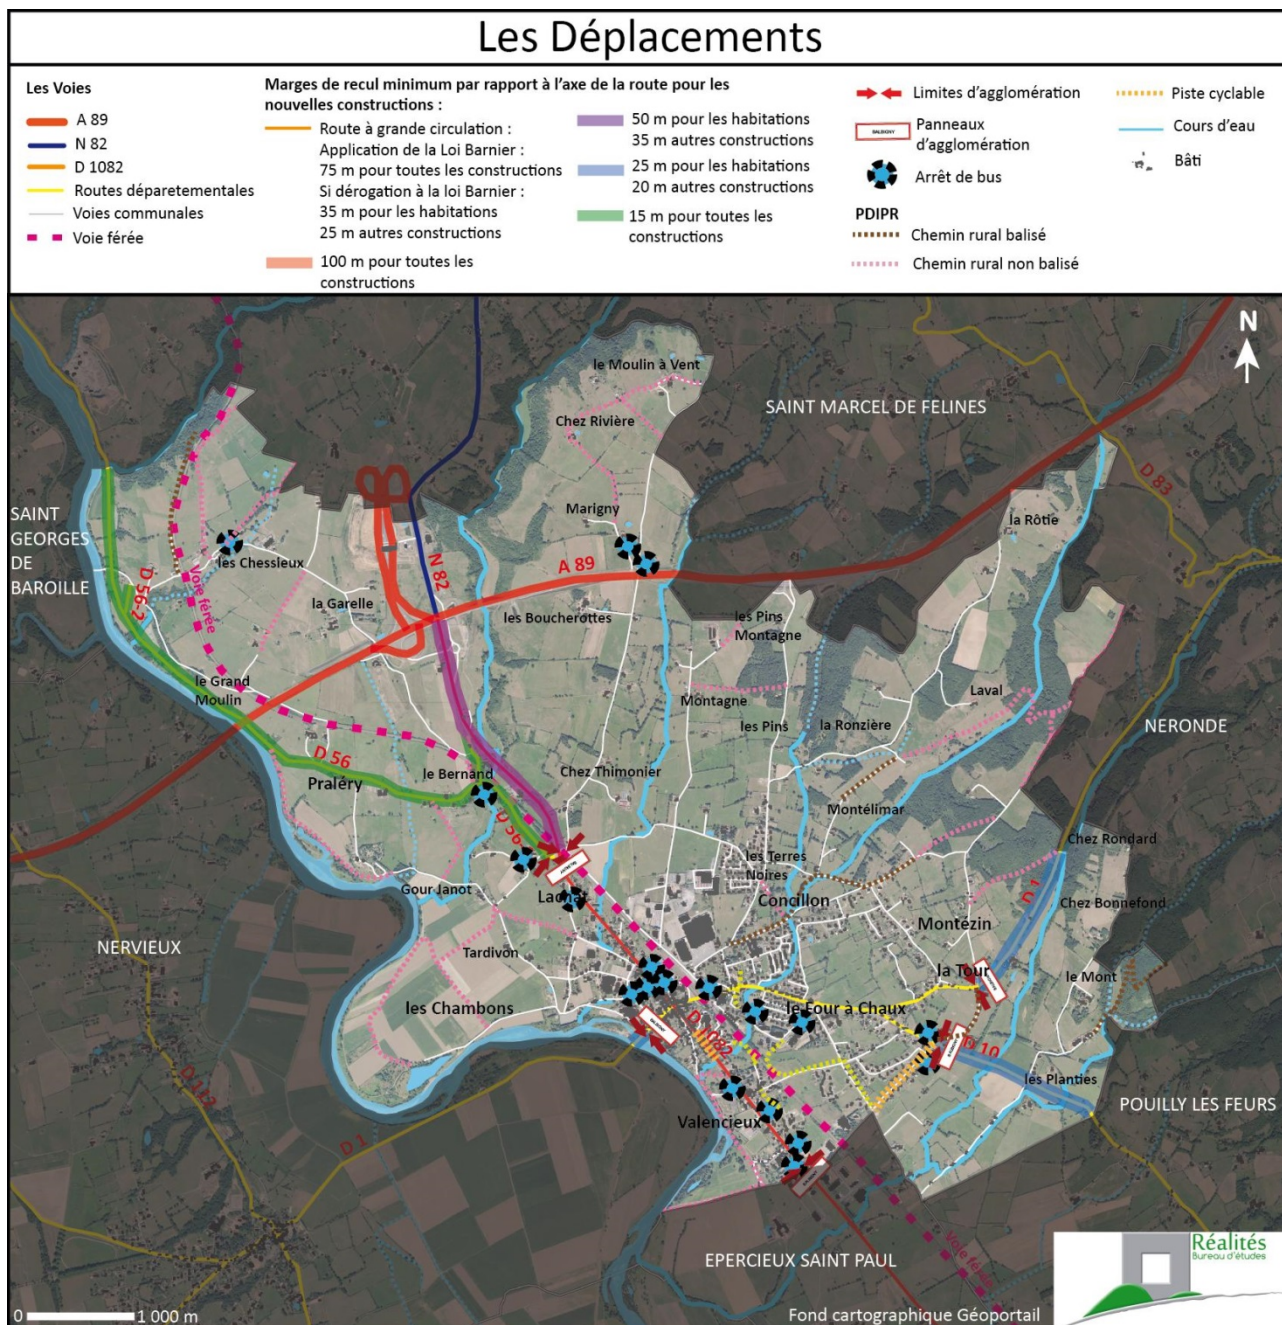 Les Déplacements
Les Voies
A 89
N 82
D 1082
Routes déparetementales
Voies communales
Voie férée
Marges de recul minimum par rapport à l'axe de la route pour les
nouvelles constructions :
Route à grande circulation :
Application de la Loi Barnier :
75 m pour toutes les constructions
Si dérogation à la loi Barnier :
35 m pour les habitations
25 m autres constructions
100 m pour toutes les
constructions
50 m pour les habitations
35 m autres constructions
25 m pour les habitations
20 m autres constructions
15 m pour toutes les
constructions
Limites d'agglomération
BALBIGNY
Panneaux
d'agglomération
Arrêt de bus
PDIPR
Chemin rural balisé
Chemin rural non balisé
Piste cyclable
Cours d'eau
Bâti
N
le Moulin à Vent
SAINT MARCEL DE FELINES
Chez Rivière
D 83
SAINT
GEORGES
DE
BAROILLE
Marigny
la Rôtie
les Chessieux
N 82
A 89
D 56-2
Voie férée
la Garelle
les Boucherottes
les Pins
Montagne
le Grand
Moulin
Montagne
Laval
les Pins
la Ronzière
NERONDE
D 56
Praléry
le Bernand
Chez Thimonier
Montélimar
D 56
Chez Rondard
les Terres
Noires
Gour Janot
Lachat
Concillon
D 1
Chez Bonnefond
Montézin
NERVIEUX
Tardivon
la Tour
le Mont
les Chambons
le Four à Chaux
BALBIGNY
D 1082
D 10
les Planties
D 112
D 1
Valencieux
POUILLY LES FEURS
EPERCIEUX SAINT PAUL
Voie férée
Réalités
Bureau d'études
0
1 000 m
Fond cartographique Géoportail